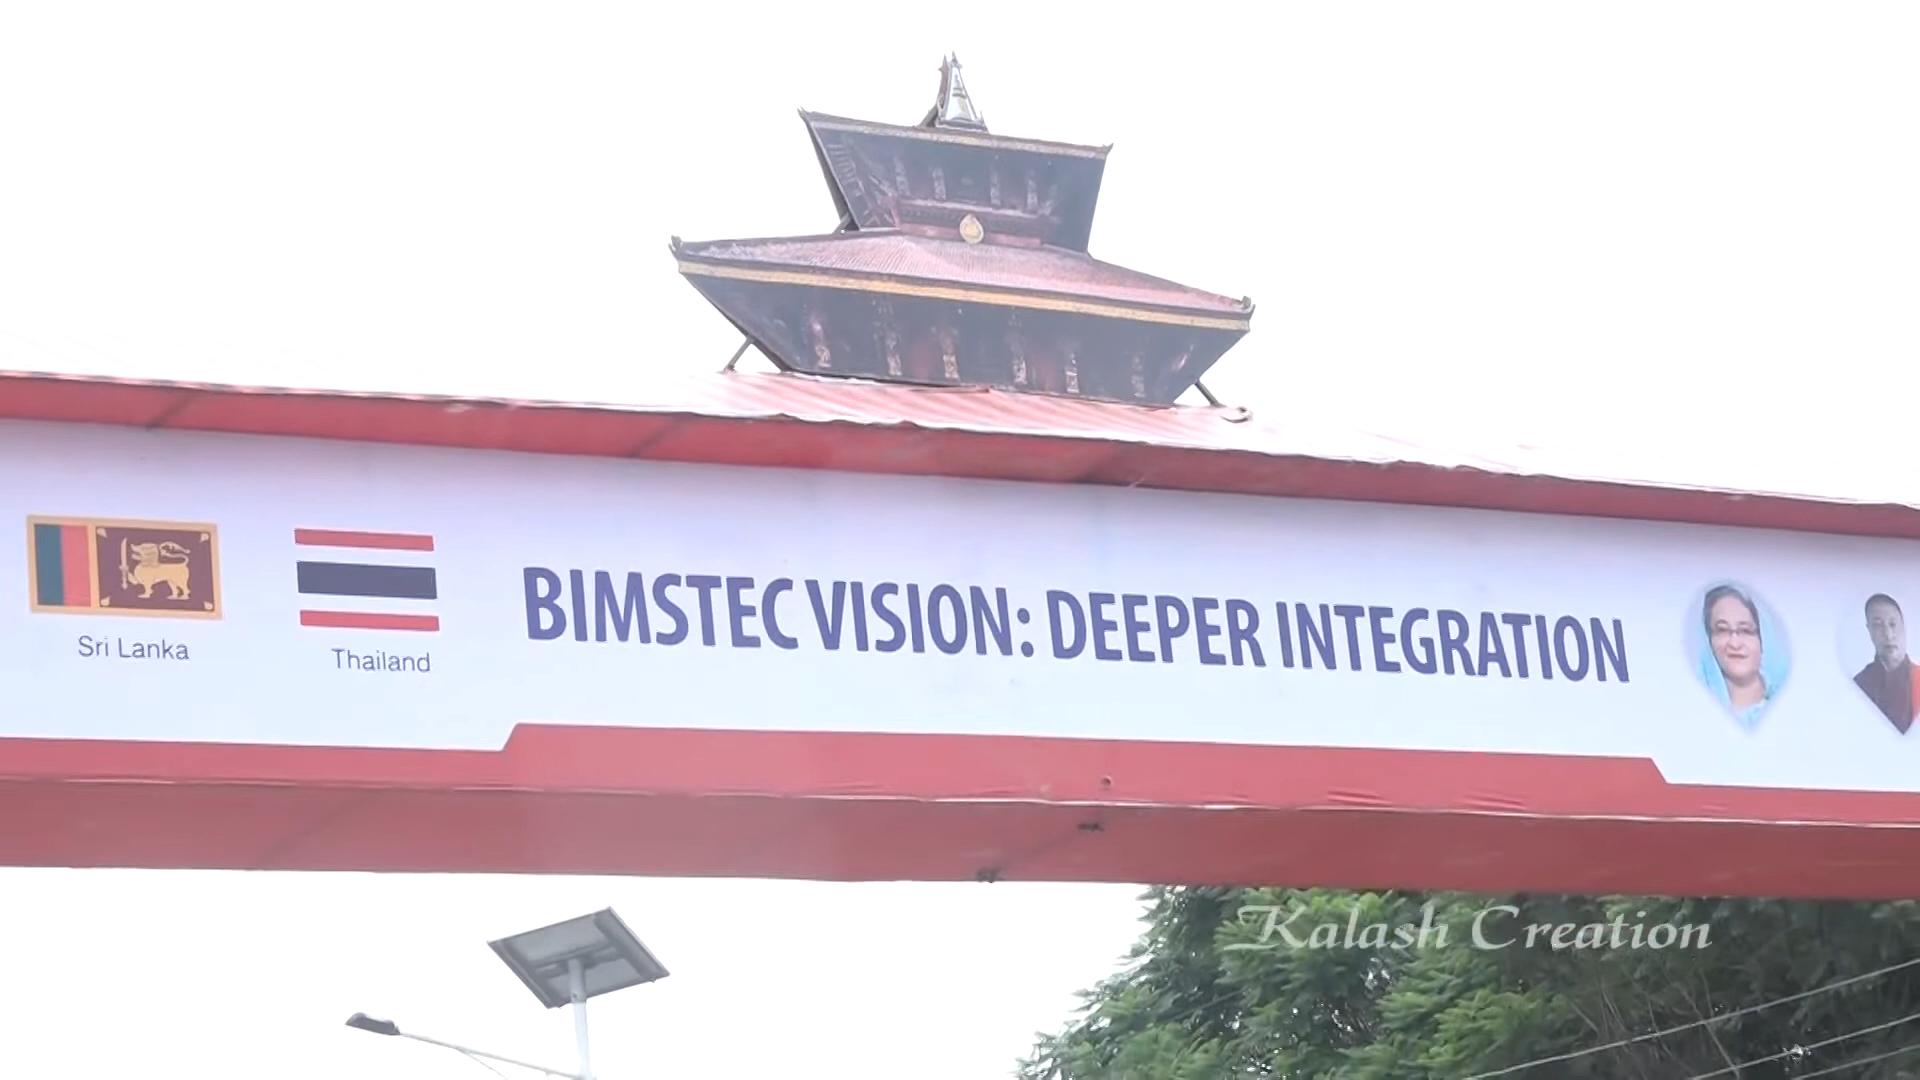 Sri Lanka
Thailand
BIMSTEC VISION: DEEPER INTEGRATION
Kalash Creation